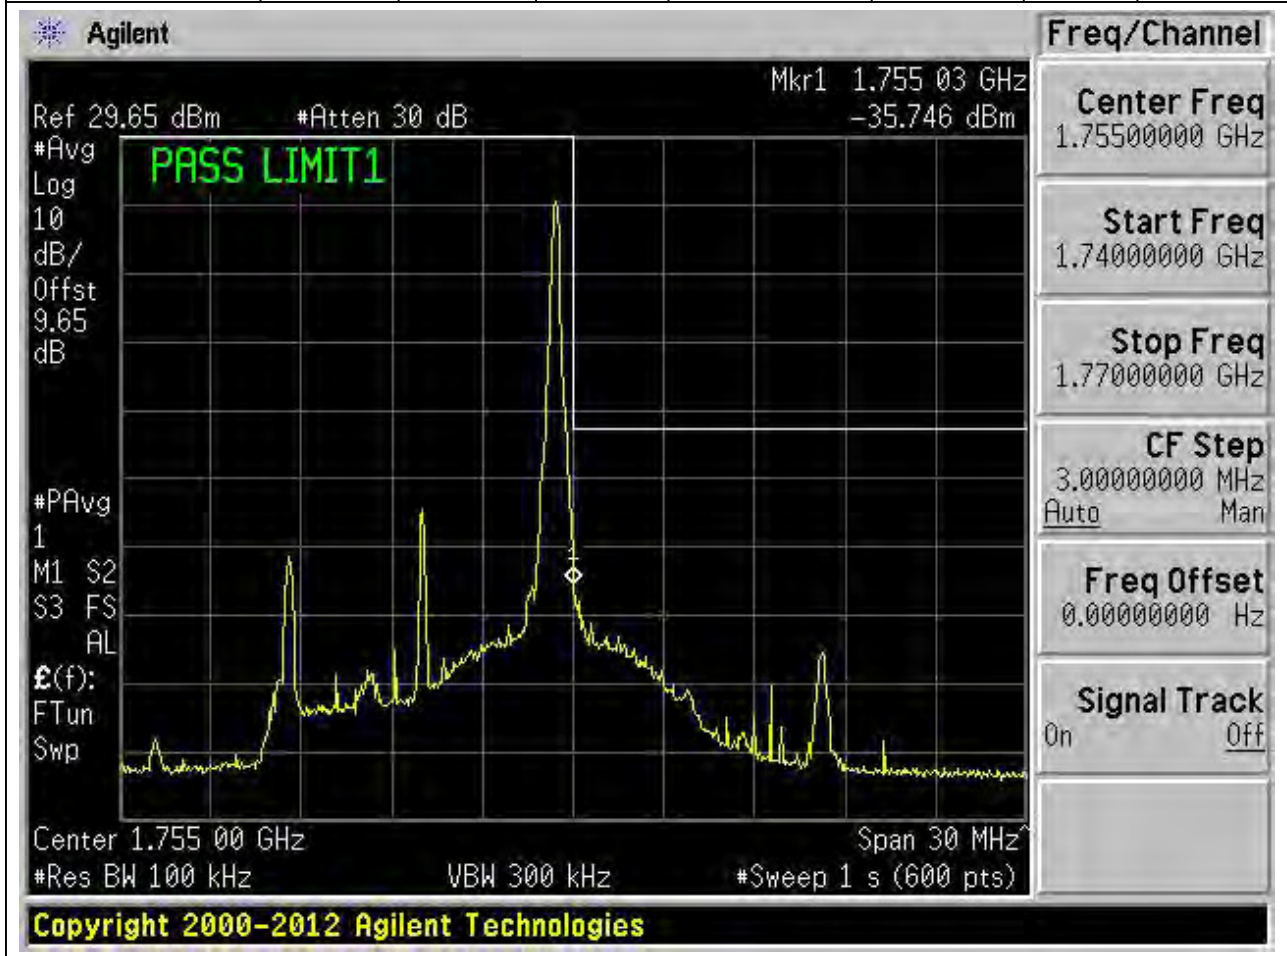 Agilent
Freq/Channel
Mkr1 1.755 03 GHz
Ref 29.65 dBm #Atten 30 dB -35.746 dBm
#Avg
Log
10
dB/
Offst
9.65
dB
PASS LIMIT1
#PAvg
1
M1 S2
S3 FS
AL
£(f):
FTun
Swp
1
Center 1.755 00 GHz Span 30 MHz^
#Res BW 100 kHz VBW 300 kHz #Sweep 1 s (600 pts)
Copyright 2000-2012 Agilent Technologies
Center Freq
1.75500000 GHz
Start Freq
1.74000000 GHz
Stop Freq
1.77000000 GHz
CF Step
3.00000000 MHz
Auto Man
Freq Offset
0.00000000 Hz
Signal Track
On Off